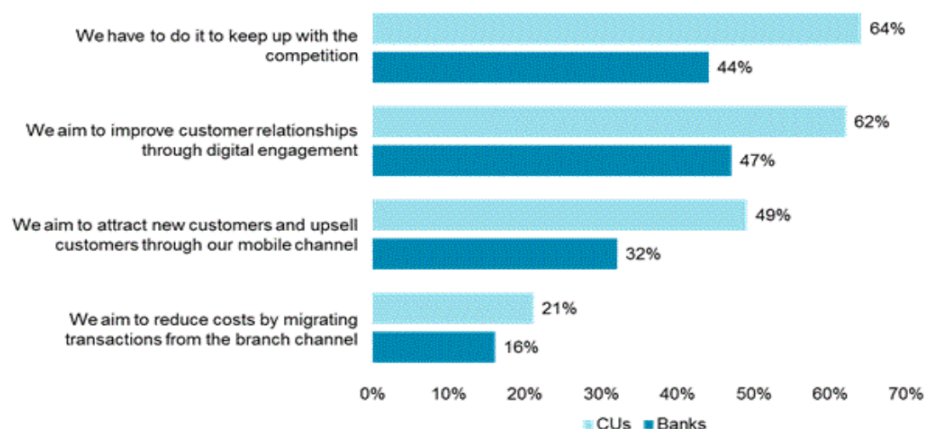 We have to do it to keep up with the
competition
64%
44%
We aim to improve customer relationships
through digital engagement
62%
47%
We aim to attract new customers and upsell
customers through our mobile channel
49%
32%
We aim to reduce costs by migrating
transactions from the branch channel
21%
16%
0% 10% 20% 30% 40% 50% 60% 70%
CUs Banks